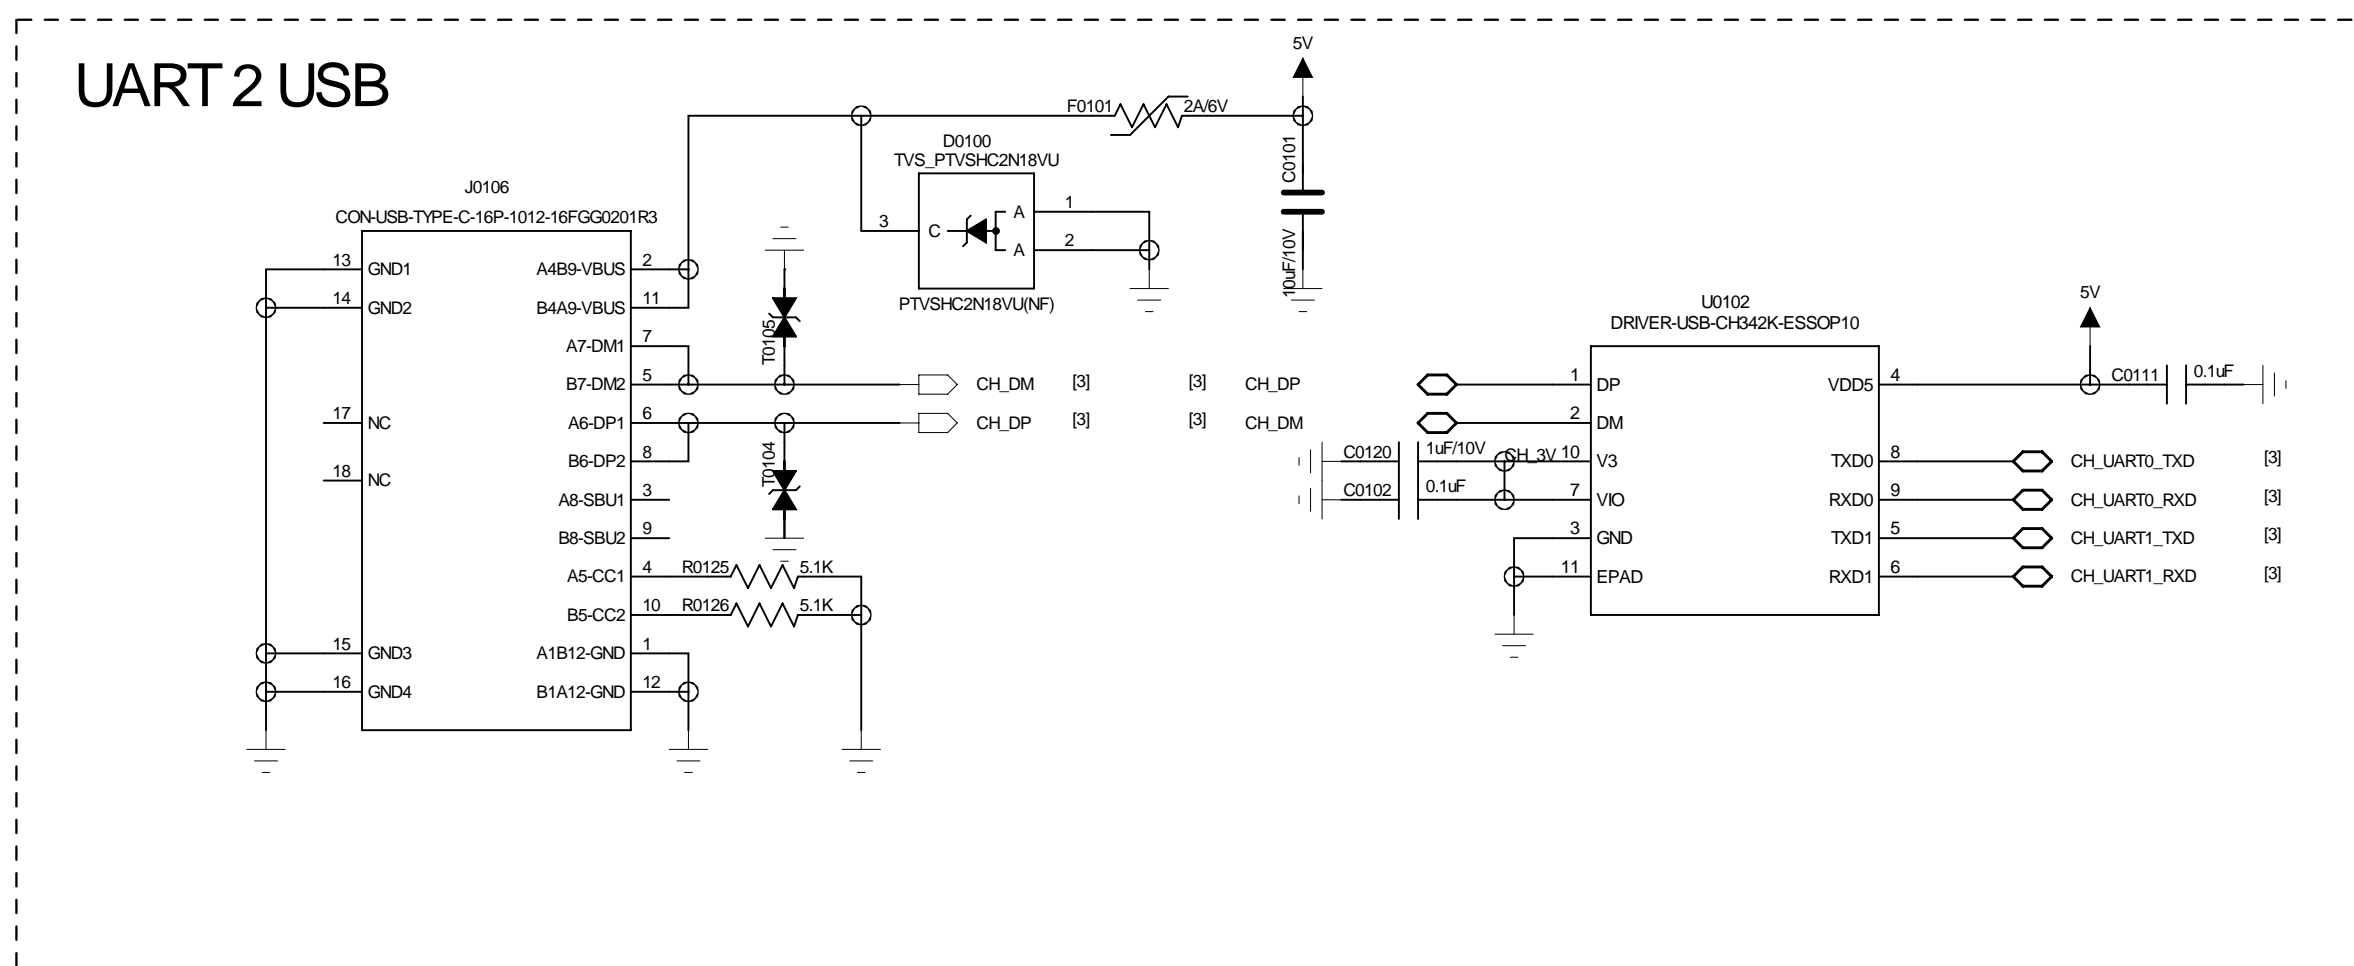 UART 2 USB
5V
F0101
2A/6V
D0100
TVS_PTVSHC2N18VU
C0101
10uF/10V
3
C
A
1
A
2
PTVSHC2N18VU(NF)
J0106
CON-USB-TYPE-C-16P-1012-16FGG0201R3
13 GND1
14 GND2
17 NC
18 NC
15 GND3
16 GND4
A4B9-VBUS 2
B4A9-VBUS 11
A7-DM1 7
B7-DM2 5
A6-DP1 6
B6-DP2 8
A8-SBU1 3
B8-SBU2 9
A5-CC1 4
B5-CC2 10
A1B12-GND 1
B1A12-GND 12
T0105
T0104
R0125 5.1K
R0126 5.1K
CH_DM [3]
CH_DP [3]
[3] CH_DP
[3] CH_DM
C0120 1uF/10V
CH_3V
C0102 0.1uF
U0102
DRIVER-USB-CH342K-ESSOP10
1 DP
2 DM
10 V3
7 VIO
3 GND
11 EPAD
VDD5 4
TXD0 8
RXD0 9
TXD1 5
RXD1 6
5V
C0111 0.1uF
CH_UART0_TXD [3]
CH_UART0_RXD [3]
CH_UART1_TXD [3]
CH_UART1_RXD [3]